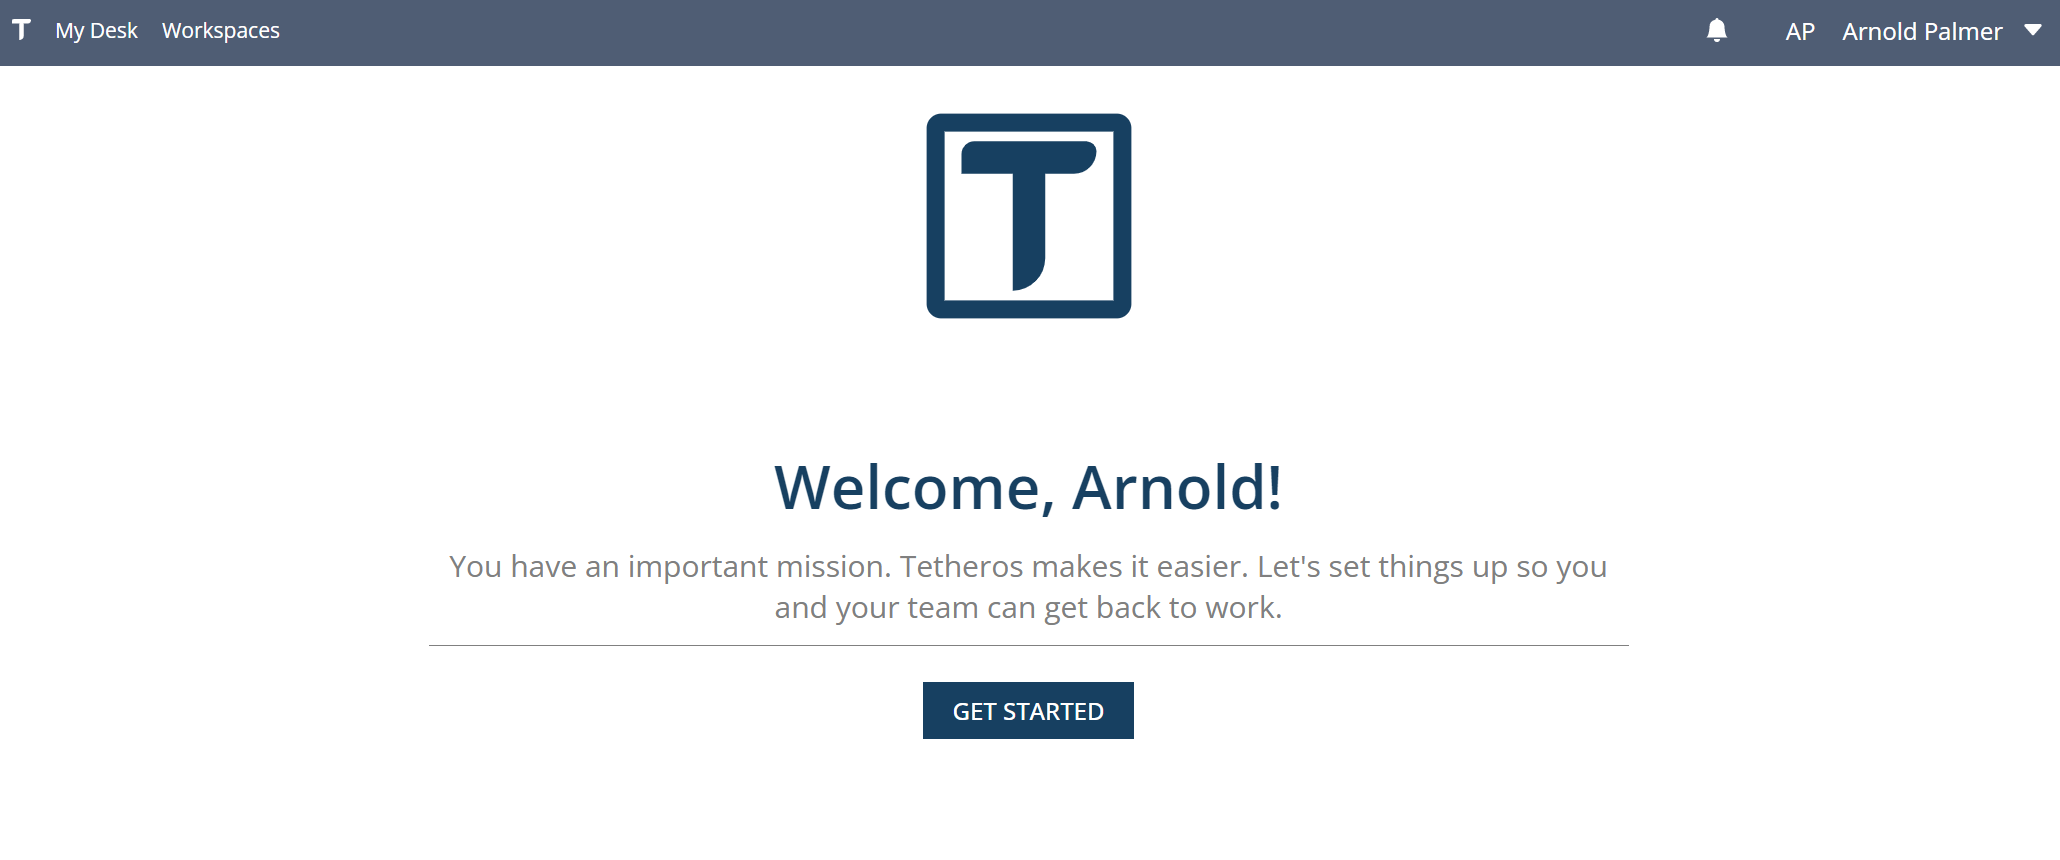 T My Desk Workspaces AP Arnold Palmer
T
Welcome, Arnold!
You have an important mission. Tetheros makes it easier. Let's set things up so you
and your team can get back to work.
GET STARTED